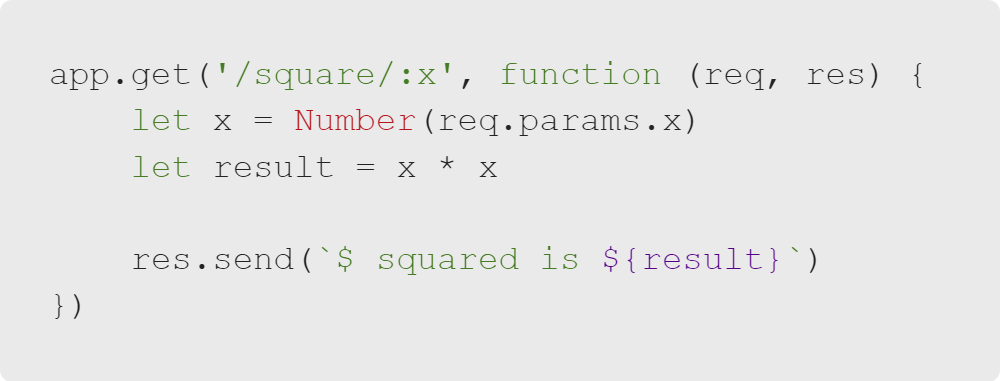 app.get('/square/:x', function (req, res) {
    let x = Number(req.params.x)
    let result = x * x

    res.send(`$ squared is ${result}`)
})